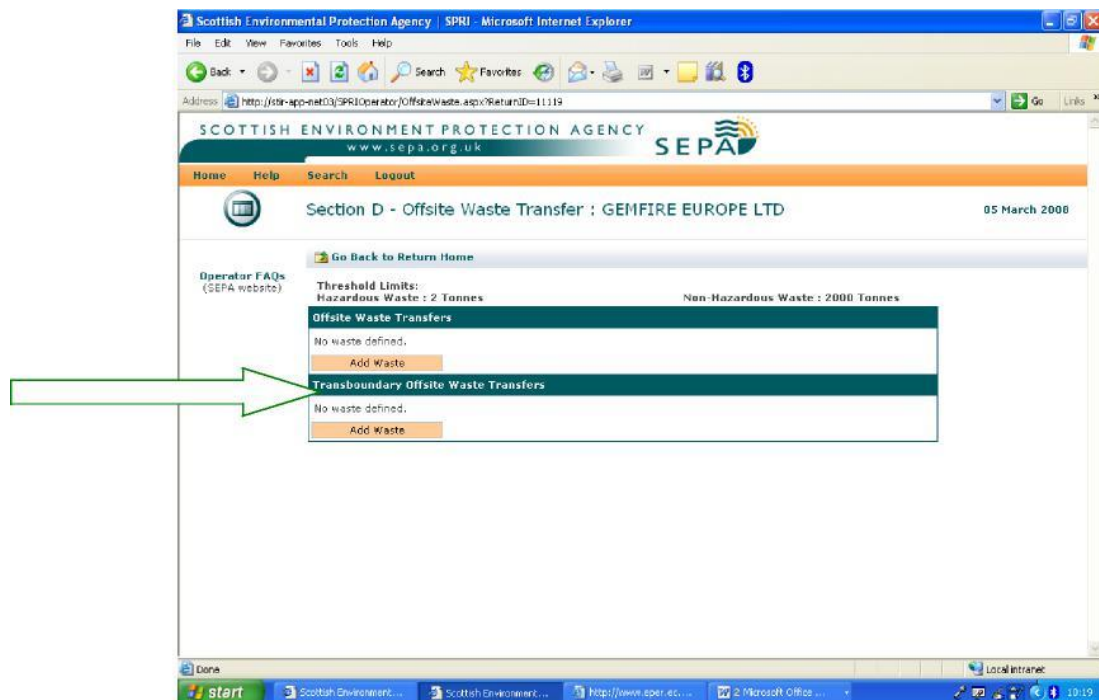 Scottish Environmental Protection Agency | SPRI - Microsoft Internet Explorer
File Edit View Favorites Tools Help
Back Search Favorites
Address http://stir-app-net03/SPRIOperator/OffsiteWaste.aspx?ReturnID=11119 Go Links
SCOTTISH ENVIRONMENT PROTECTION AGENCY
www.sepa.org.uk
SEPA
Home Help Search Logout
Section D - Offsite Waste Transfer : GEMFIRE EUROPE LTD 05 March 2008
Go Back to Return Home
Operator FAQs
(SEPA website)
Threshold Limits:
Hazardous Waste : 2 Tonnes Non-Hazardous Waste : 2000 Tonnes
Offsite Waste Transfers
No waste defined.
Add Waste
Transboundary Offsite Waste Transfers
No waste defined.
Add Waste
Done Local intranet
start Scottish Environment... Scottish Environment... http://www.eper.ec.... 2 Microsoft Office ... 10:19